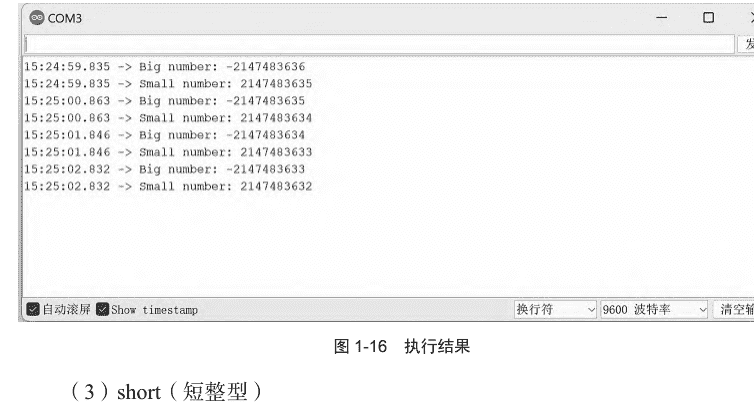 COM3
15:24:59.835 -> Big number: -2147483636
15:24:59.835 -> Small number: 2147483635
15:25:00.863 -> Big number: -2147483635
15:25:00.863 -> Small number: 2147483634
15:25:01.846 -> Big number: -2147483634
15:25:01.846 -> Small number: 2147483633
15:25:02.832 -> Big number: -2147483633
15:25:02.832 -> Small number: 2147483632
自动滚屏 Show timestamp 换行符 9600 波特率 清空输
图 1-16 执行结果
（3）short（短整型）